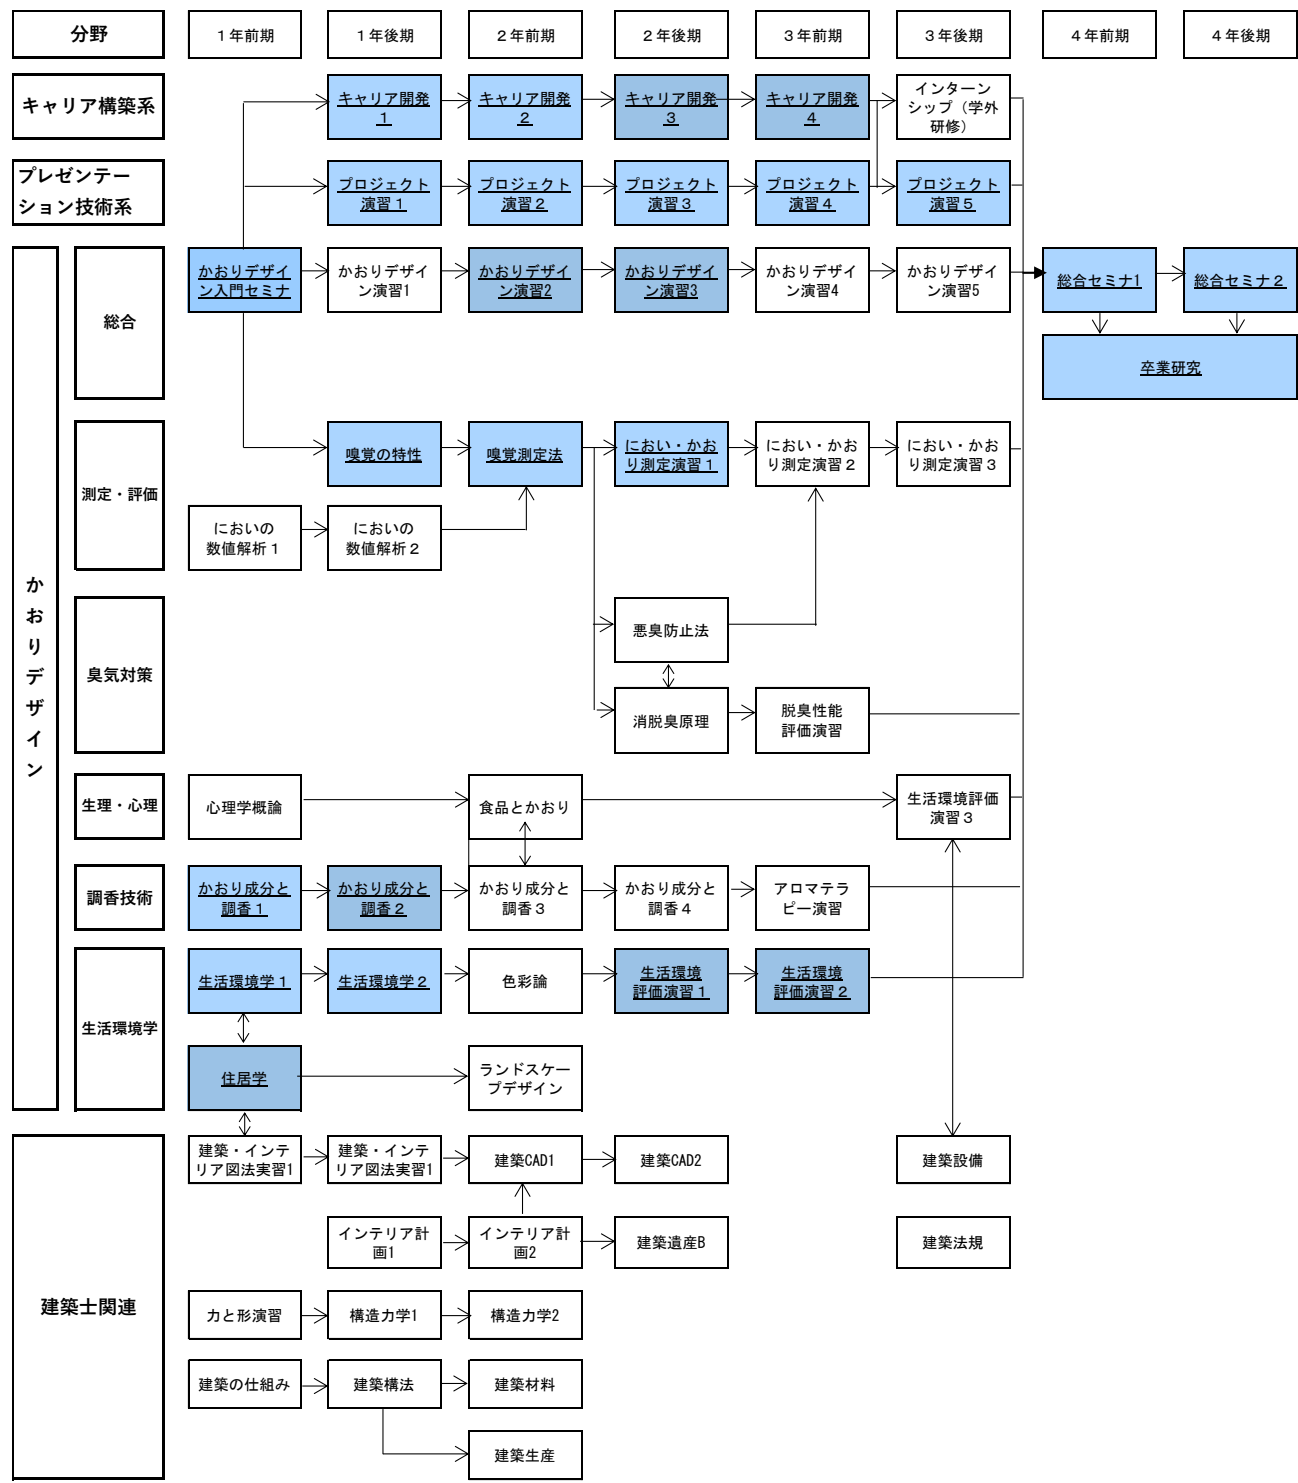 分野
１年前期
１年後期
２年前期
２年後期
３年前期
３年後期
４年前期
４年後期
キャリア構築系
キャリア開発
１
キャリア開発
２
キャリア開発
３
キャリア開発
４
インターン
シップ（学外
研修）
プレゼンテー
ション技術系
プロジェクト
演習１
プロジェクト
演習２
プロジェクト
演習３
プロジェクト
演習４
プロジェクト
演習５
かおりデザイン
総合
かおりデザイ
ン入門セミナ
かおりデザイ
ン演習1
かおりデザイ
ン演習2
かおりデザイ
ン演習3
かおりデザイ
ン演習4
かおりデザイ
ン演習5
総合セミナ1
総合セミナ２
卒業研究
測定・評価
嗅覚の特性
嗅覚測定法
におい・かお
り測定演習１
におい・かお
り測定演習２
におい・かお
り測定演習３
においの
数値解析１
においの
数値解析２
臭気対策
悪臭防止法
消脱臭原理
脱臭性能
評価演習
生理・心理
心理学概論
食品とかおり
生活環境評価
演習３
調香技術
かおり成分と
調香１
かおり成分と
調香２
かおり成分と
調香３
かおり成分と
調香４
アロマテラ
ピー演習
生活環境学
生活環境学１
生活環境学２
色彩論
生活環境
評価演習１
生活環境
評価演習２
住居学
ランドスケー
プデザイン
建築士関連
建築・インテ
リア図法実習1
建築・インテ
リア図法実習1
建築CAD1
建築CAD2
建築設備
インテリア計
画1
インテリア計
画2
建築遺産B
建築法規
力と形演習
構造力学1
構造力学2
建築の仕組み
建築構法
建築材料
建築生産